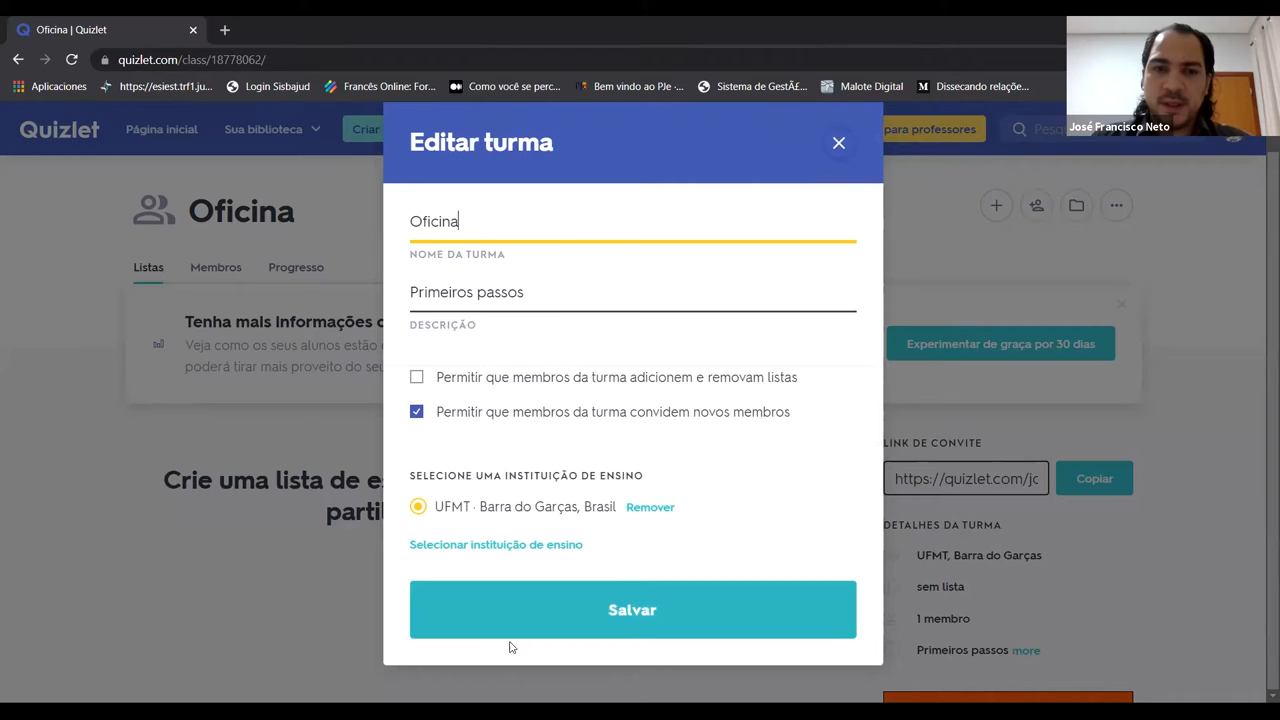 Oficina | Quizlet
quizlet.com/class/18778062/
Aplicaciones https://esiest.trf1.ju... Login Sisbajud Francés Online: For... Como você se perc... Bem vindo ao PJe ·... Sistema de GestÃ£... Malote Digital Dissecando relaçõe...
José Francisco Neto
Quizlet Página inicial Sua biblioteca Criar para professores Pesqu
Editar turma
Oficina
Oficina
NOME DA TURMA
Listas Membros Progresso
Primeiros passos
DESCRIÇÃO
Tenha mais informações
Veja como os seus alunos estão
poderá tirar mais proveito do seu
Experimentar de graça por 30 dias
Permitir que membros da turma adicionem e removam listas
Permitir que membros da turma convidem novos membros
LINK DE CONVITE
https://quizlet.com/jo Copiar
Crie uma lista de es
partil
SELECIONE UMA INSTITUIÇÃO DE ENSINO
UFMT · Barra do Garças, Brasil Remover
Selecionar instituição de ensino
DETALHES DA TURMA
UFMT, Barra do Garças
sem lista
1 membro
Primeiros passos more
Salvar